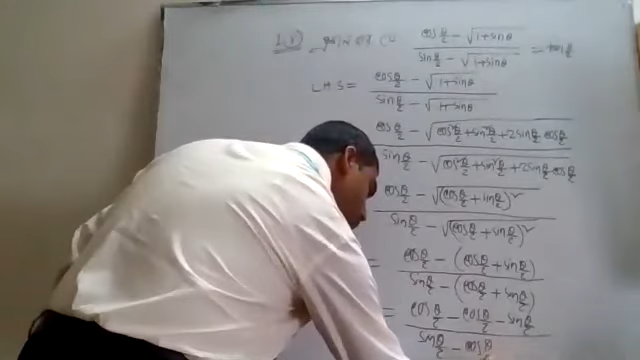 প্রমাণ কর যে (cos θ/2 − √(1+sinθ)) / (sin θ/2 − √(1+sinθ)) = tan θ/2
LHS = (cos θ/2 − √(1+sinθ)) / (sin θ/2 − √(1+sinθ))
(cos θ/2 − √(cos² θ/2 + sin² θ/2 + 2sin θ/2 cos θ/2)) / (sin θ/2 − √(cos² θ/2 + sin² θ/2 + 2sin θ/2 cos θ/2))
(cos θ/2 − √((cos θ/2 + sin θ/2)²)) / (sin θ/2 − √((cos θ/2 + sin θ/2)²))
= (cos θ/2 − (cos θ/2 + sin θ/2)) / (sin θ/2 − (cos θ/2 + sin θ/2))
= (cos θ/2 − cos θ/2 − sin θ/2) / (sin θ/2 − cos θ